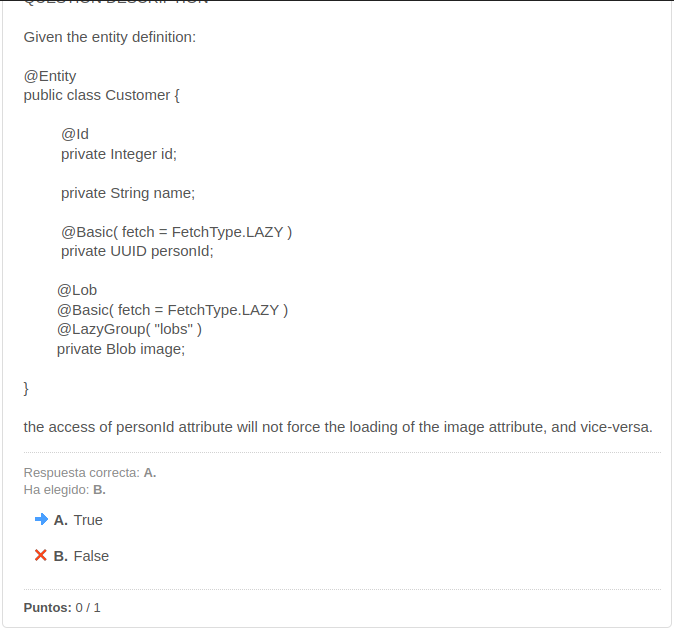 QUESTION DESCRIPTION
Given the entity definition:
@Entity
public class Customer {
@Id
private Integer id;
private String name;
@Basic( fetch = FetchType.LAZY )
private UUID personId;
@Lob
@Basic( fetch = FetchType.LAZY )
@LazyGroup( "lobs" )
private Blob image;
}
the access of personId attribute will not force the loading of the image attribute, and vice-versa.
Respuesta correcta: A.
Ha elegido: B.
A. True
B. False
Puntos: 0 / 1